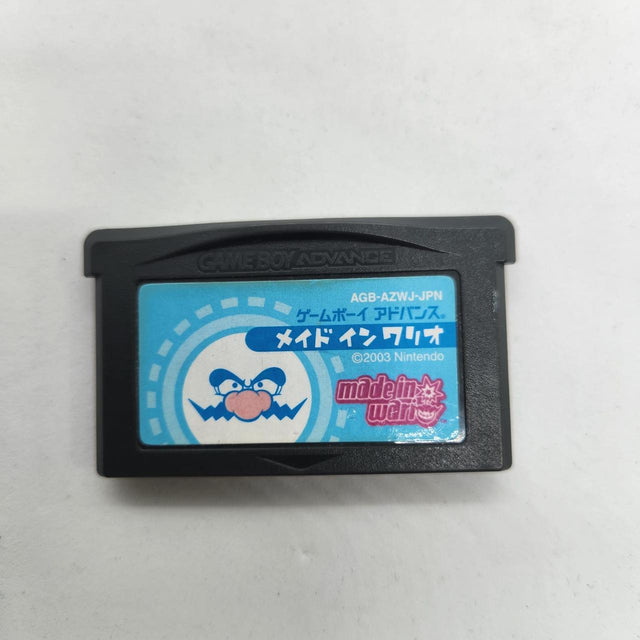 GAME BOY ADVANCE
AGB-AZWJ-JPN
ゲームボーイ アドバンス®
メイド イン ワリオ
©2003 Nintendo
made in
wario™